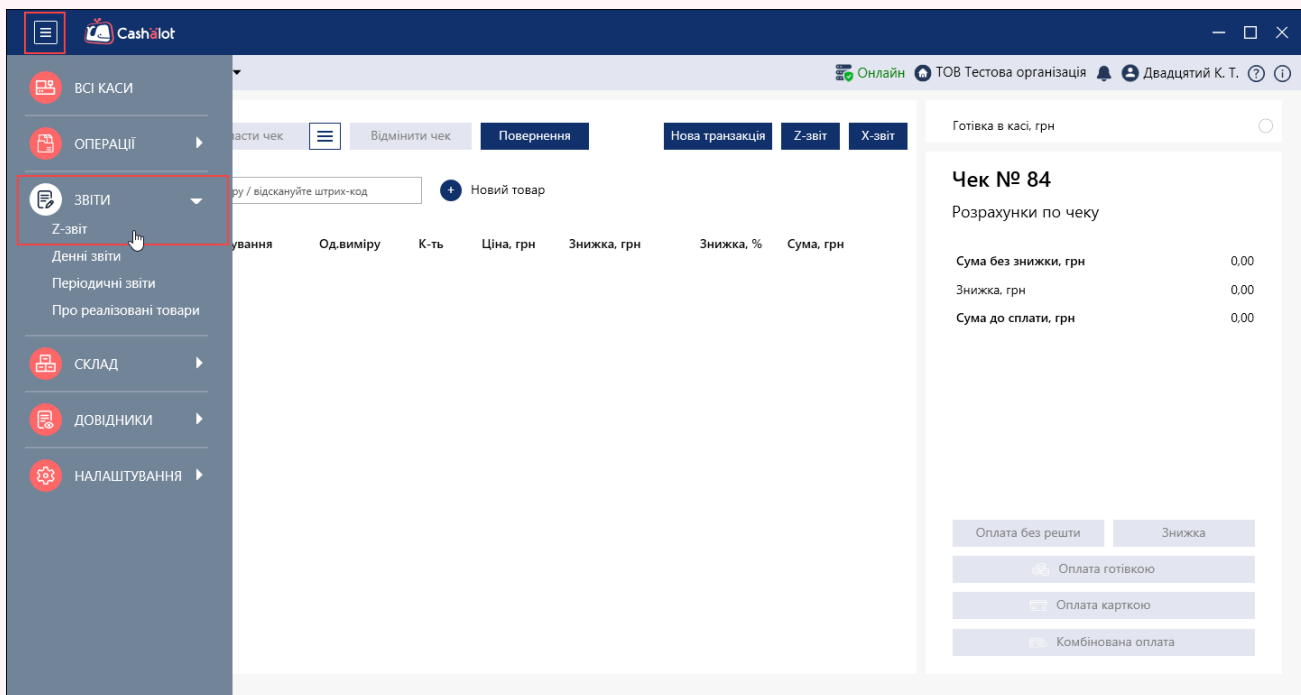 Cashalot
Онлайн ТОВ Тестова організація Двадцятий К. Т.
ВСІ КАСИ
ОПЕРАЦІЇ
ЗВІТИ
Z-звіт
Денні звіти
Періодичні звіти
Про реалізовані товари
СКЛАД
ДОВІДНИКИ
НАЛАШТУВАННЯ
чек Відмінити чек Повернення Нова транзакція Z-звіт X-звіт
/ відскануйте штрих-код Новий товар
Од.виміру К-ть Ціна, грн Знижка, грн Знижка, % Сума, грн
Готівка в касі, грн
Чек № 84
Розрахунки по чеку
Сума без знижки, грн 0,00
Знижка, грн 0,00
Сума до сплати, грн 0,00
Оплата без решти Знижка
Оплата готівкою
Оплата карткою
Комбінована оплата